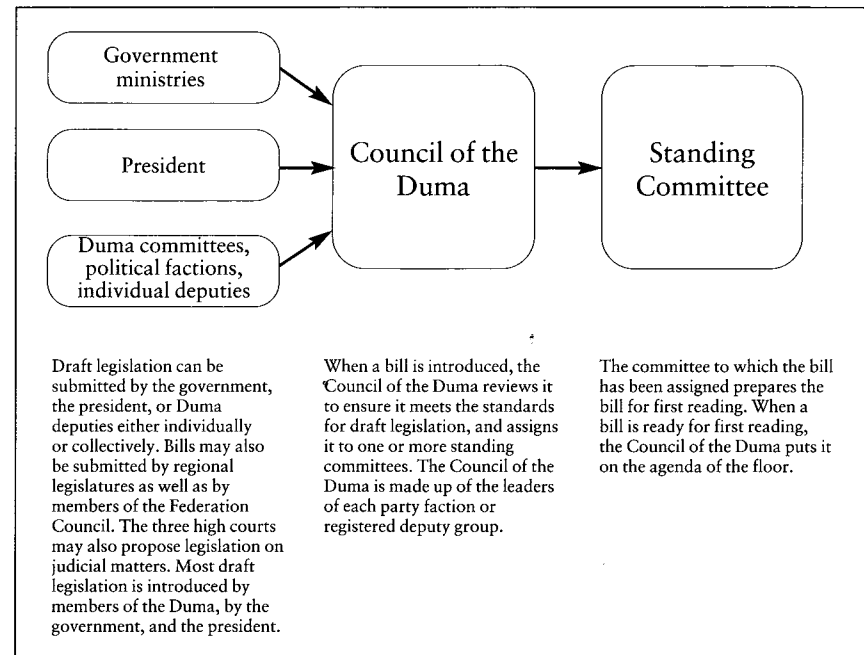 Government
ministries
President
Duma committees,
political factions,
individual deputies
Council of the
Duma
Standing
Committee
Draft legislation can be
submitted by the government,
the president, or Duma
deputies either individually
or collectively. Bills may also
be submitted by regional
legislatures as well as by
members of the Federation
Council. The three high courts
may also propose legislation on
judicial matters. Most draft
legislation is introduced by
members of the Duma, by the
government, and the president.
When a bill is introduced, the
Council of the Duma reviews it
to ensure it meets the standards
for draft legislation, and assigns
it to one or more standing
committees. The Council of the
Duma is made up of the leaders
of each party faction or
registered deputy group.
The committee to which the bill
has been assigned prepares the
bill for first reading. When a
bill is ready for first reading,
the Council of the Duma puts it
on the agenda of the floor.